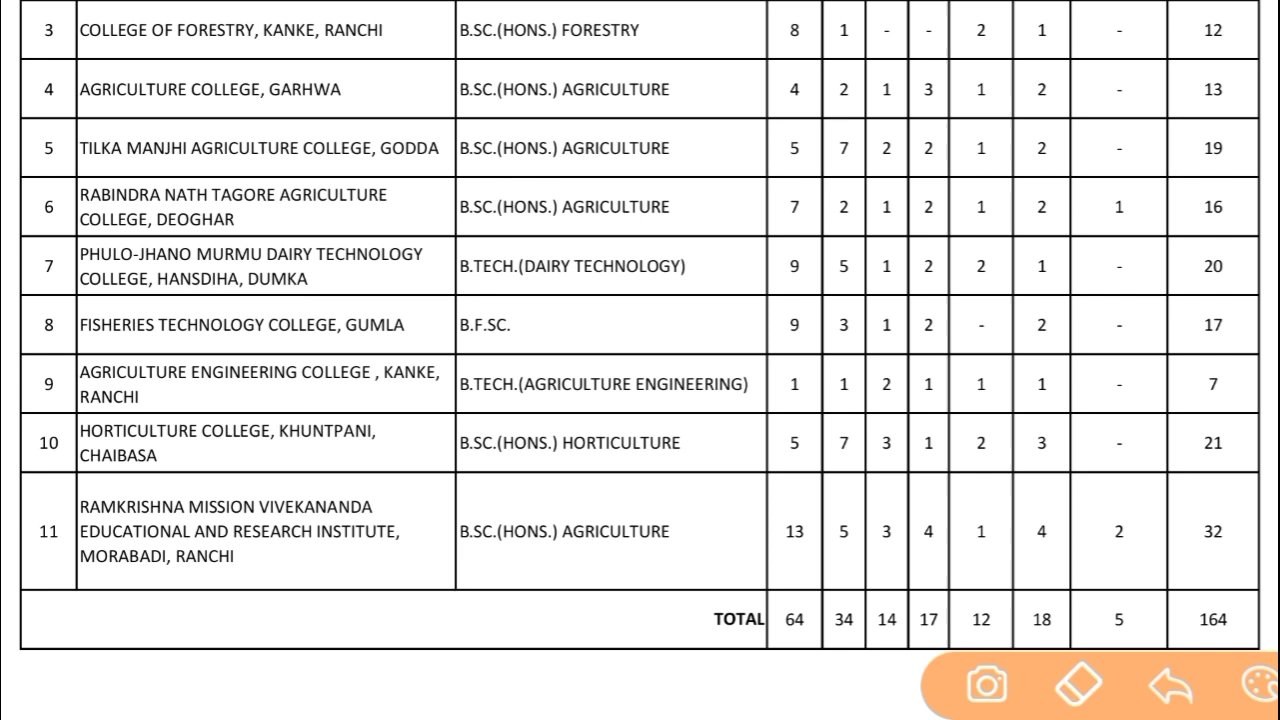 3 COLLEGE OF FORESTRY, KANKE, RANCHI B.SC.(HONS.) FORESTRY 8 1 - - 2 1 - 12
4 AGRICULTURE COLLEGE, GARHWA B.SC.(HONS.) AGRICULTURE 4 2 1 3 1 2 - 13
5 TILKA MANJHI AGRICULTURE COLLEGE, GODDA B.SC.(HONS.) AGRICULTURE 5 7 2 2 1 2 - 19
RABINDRA NATH TAGORE AGRICULTURE
6 COLLEGE, DEOGHAR B.SC.(HONS.) AGRICULTURE 7 2 1 2 1 2 1 16
PHULO-JHANO MURMU DAIRY TECHNOLOGY
7 COLLEGE, HANSDIHA, DUMKA B.TECH.(DAIRY TECHNOLOGY) 9 5 1 2 2 1 - 20
8 FISHERIES TECHNOLOGY COLLEGE, GUMLA B.F.SC. 9 3 1 2 - 2 - 17
AGRICULTURE ENGINEERING COLLEGE , KANKE,
9 RANCHI B.TECH.(AGRICULTURE ENGINEERING) 1 1 2 1 1 1 - 7
HORTICULTURE COLLEGE, KHUNTPANI,
10 CHAIBASA B.SC.(HONS.) HORTICULTURE 5 7 3 1 2 3 - 21
RAMKRISHNA MISSION VIVEKANANDA
11 EDUCATIONAL AND RESEARCH INSTITUTE, B.SC.(HONS.) AGRICULTURE 13 5 3 4 1 4 2 32
MORABADI, RANCHI
TOTAL 64 34 14 17 12 18 5 164